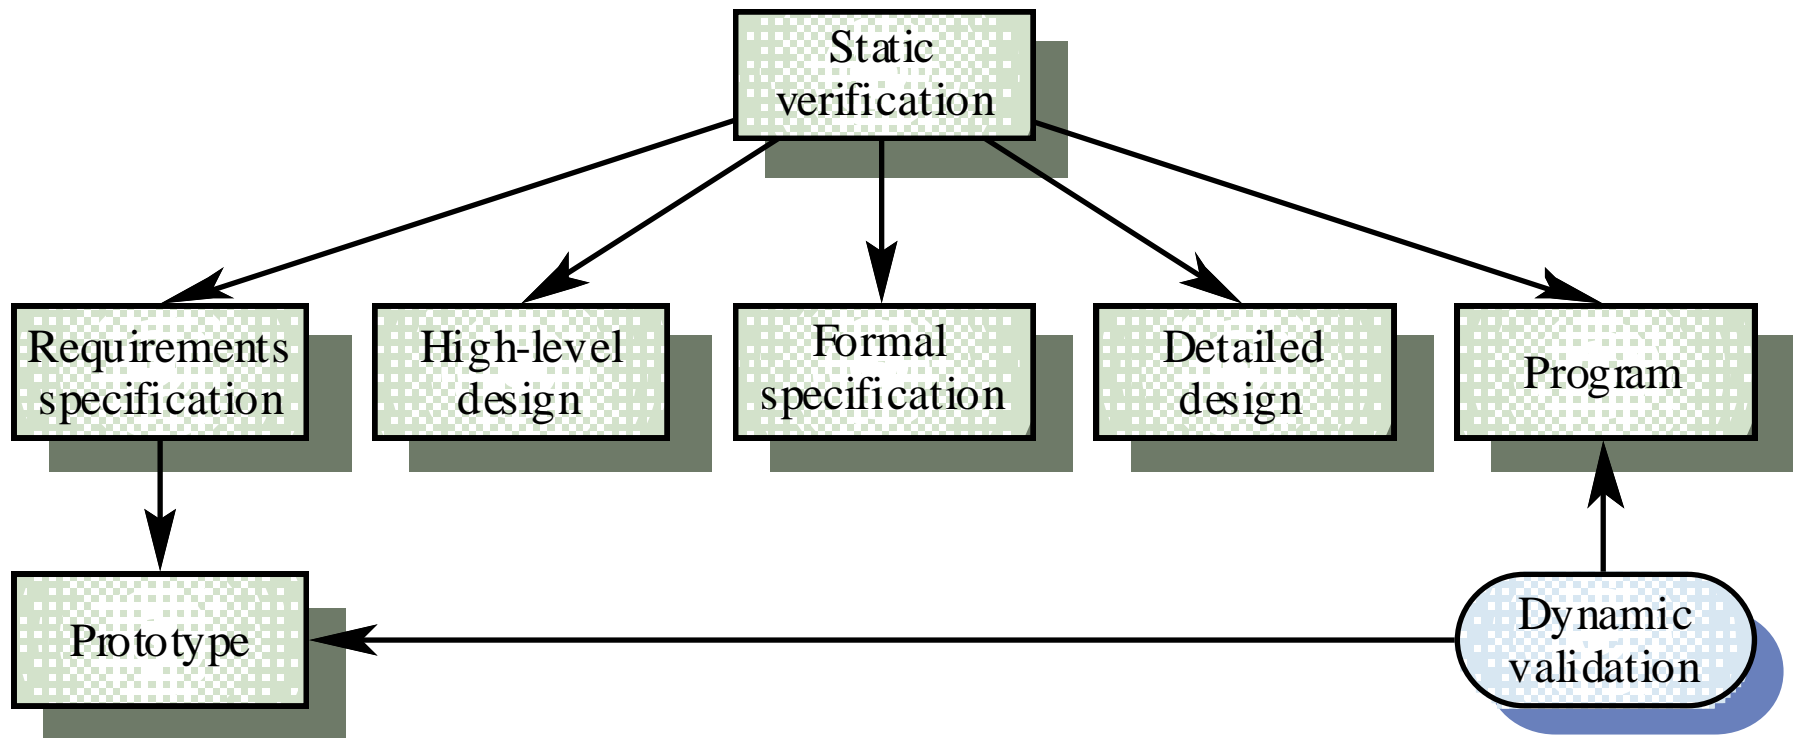 Static
verification
Requirements
specification
High-level
design
Formal
specification
Detailed
design
Program
Prototype
Dynamic
validation